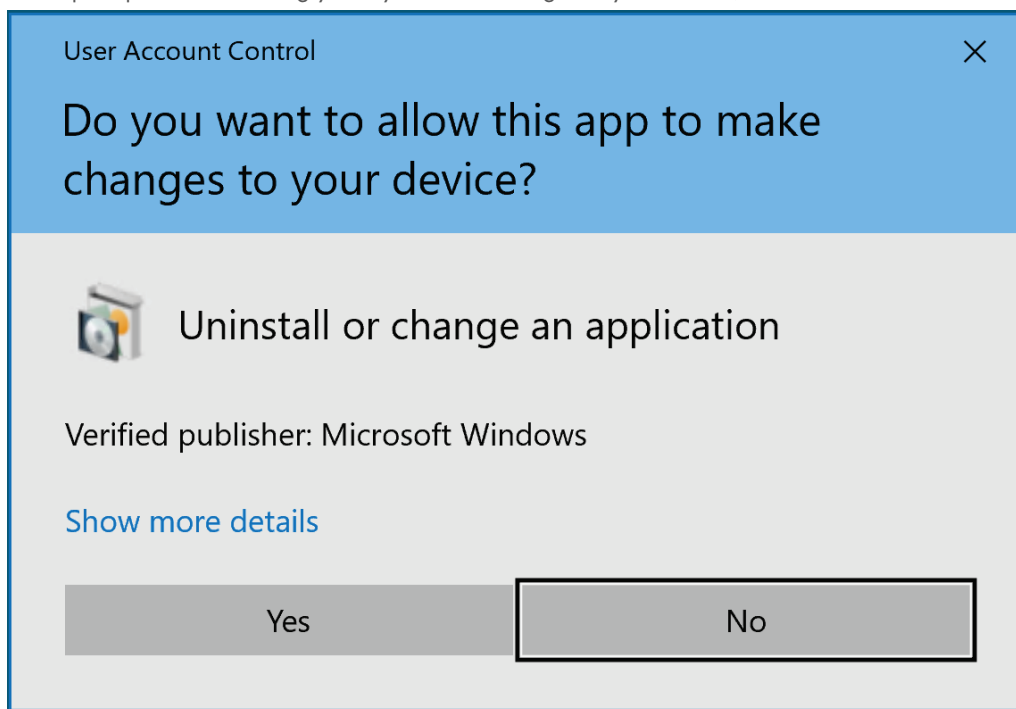 User Account Control
Do you want to allow this app to make
changes to your device?
Uninstall or change an application
Verified publisher: Microsoft Windows
Show more details
Yes
No